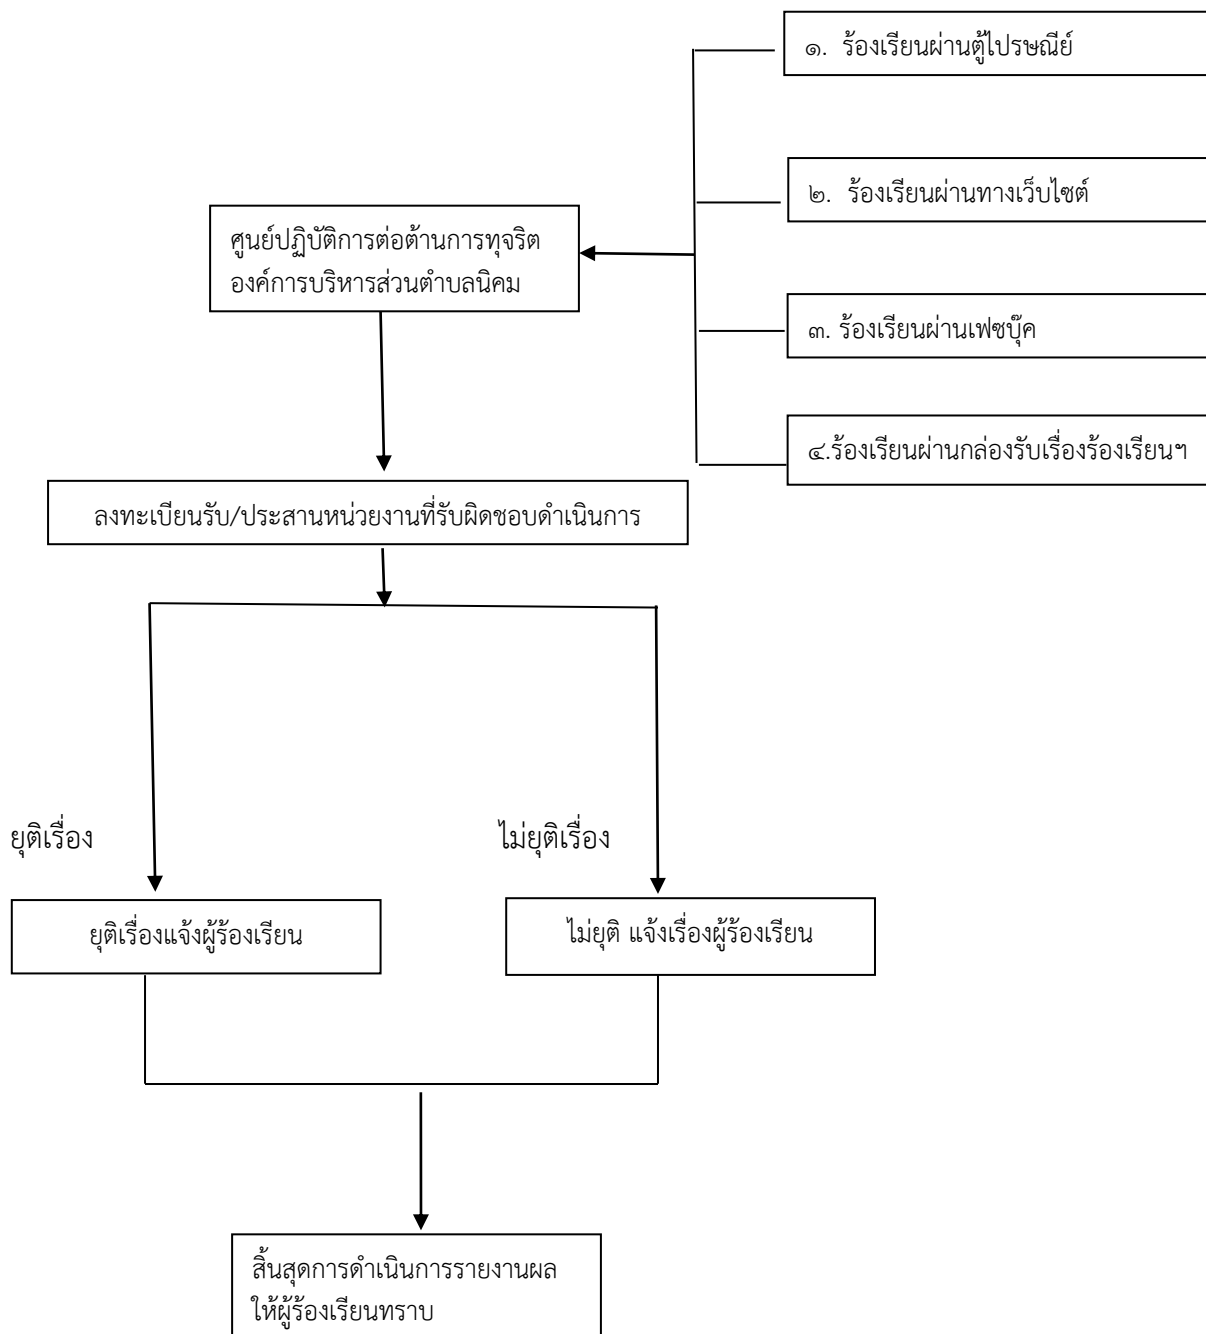 ๑.  ร้องเรียนผ่านตู้ไปรษณีย์
๒.  ร้องเรียนผ่านทางเว็บไซต์
ศูนย์ปฏิบัติการต่อต้านการทุจริต
องค์การบริหารส่วนตำบลนิคม
๓. ร้องเรียนผ่านเฟซบุ๊ค
๔.ร้องเรียนผ่านกล่องรับเรื่องร้องเรียนฯ
ลงทะเบียนรับ/ประสานหน่วยงานที่รับผิดชอบดำเนินการ
ยุติเรื่อง
ไม่ยุติเรื่อง
ยุติเรื่องแจ้งผู้ร้องเรียน
ไม่ยุติ แจ้งเรื่องผู้ร้องเรียน
สิ้นสุดการดำเนินการรายงานผล
ให้ผู้ร้องเรียนทราบ